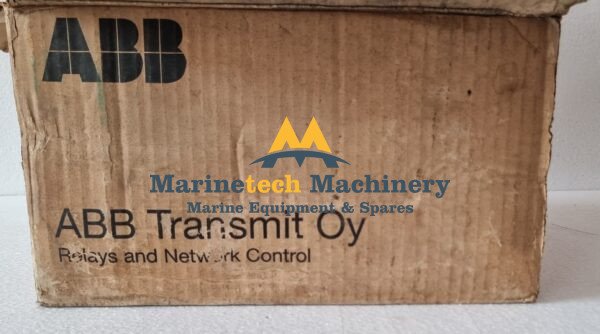 ABB
Marinetech Machinery
Marine Equipment & Spares
ABB Transmit Oy
Relays and Network Control